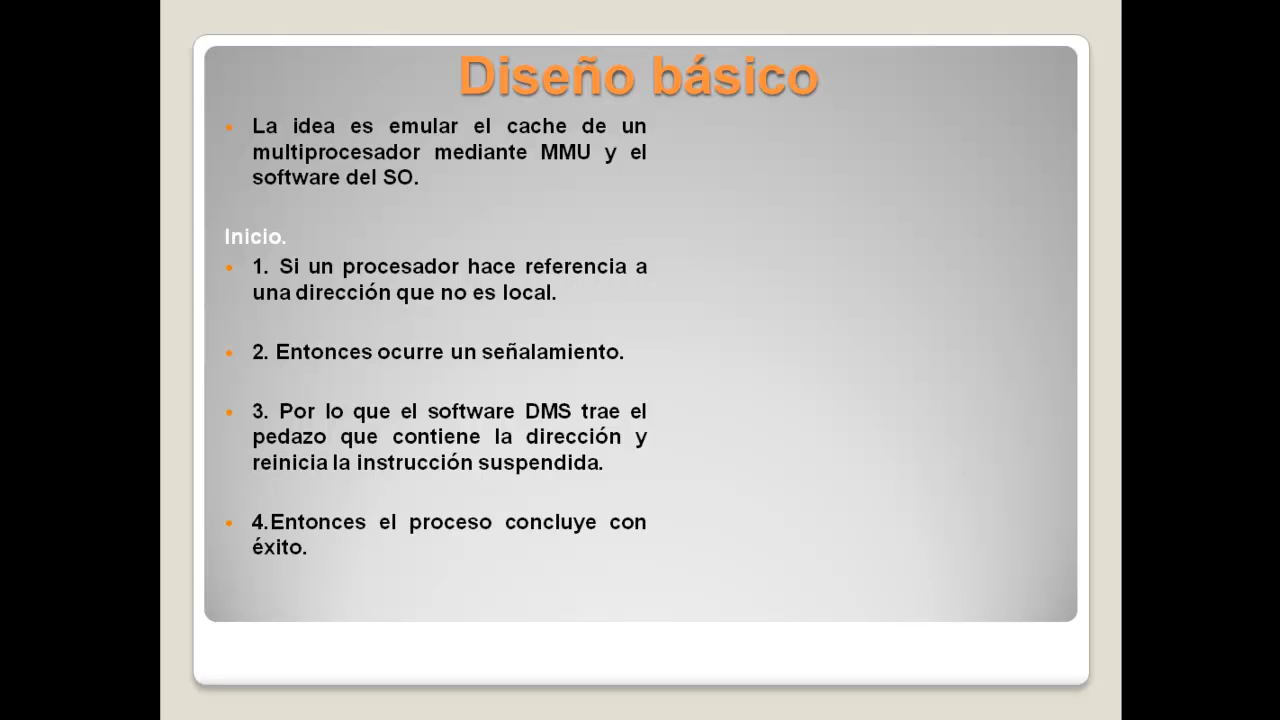 Diseño básico
La idea es emular el cache de un
multiprocesador mediante MMU y el
software del SO.
Inicio.
1. Si un procesador hace referencia a
una dirección que no es local.
2. Entonces ocurre un señalamiento.
3. Por lo que el software DMS trae el
pedazo que contiene la dirección y
reinicia la instrucción suspendida.
4.Entonces el proceso concluye con
éxito.